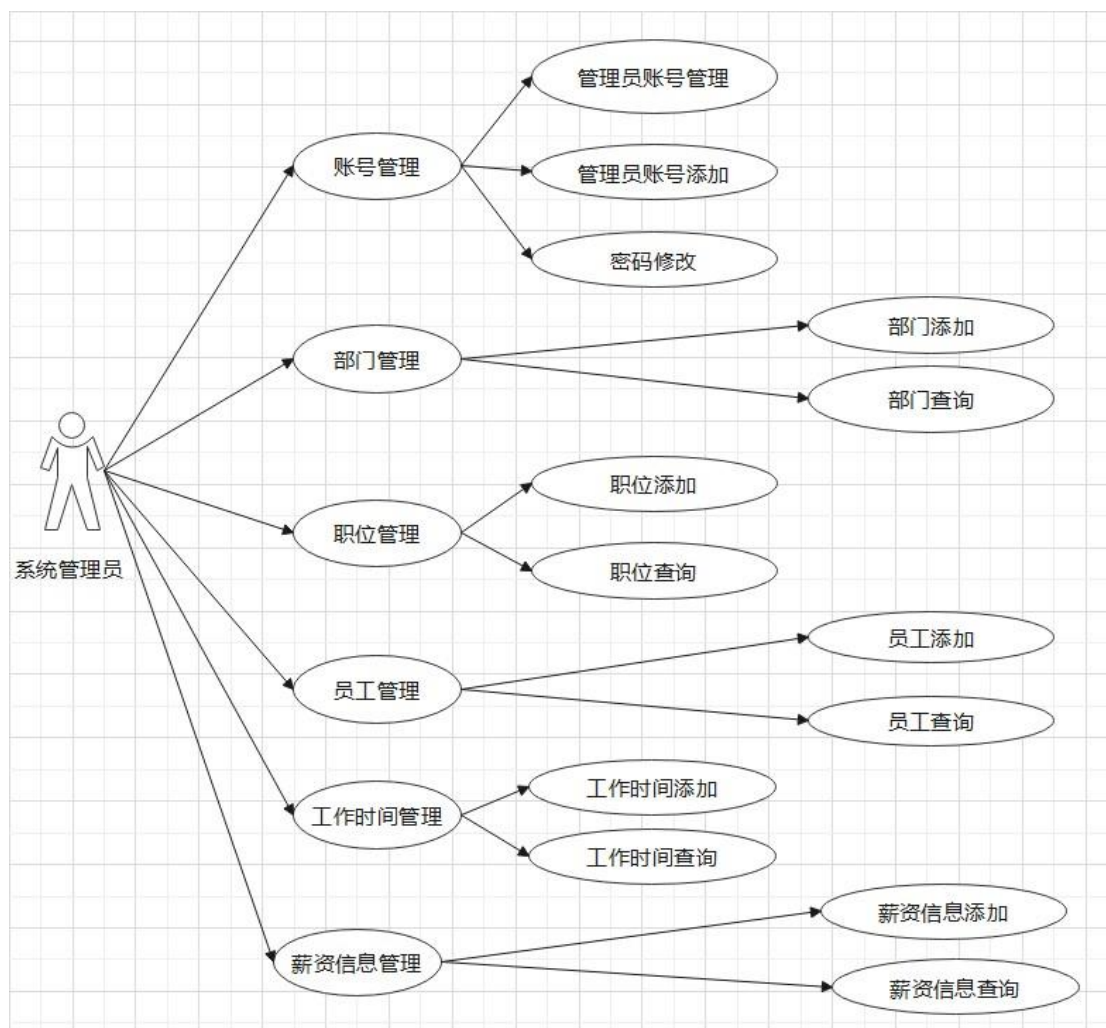 管理员账号管理
账号管理
管理员账号添加
密码修改
部门添加
部门管理
部门查询
职位添加
职位管理
职位查询
系统管理员
员工添加
员工管理
员工查询
工作时间添加
工作时间管理
工作时间查询
薪资信息添加
薪资信息管理
薪资信息查询